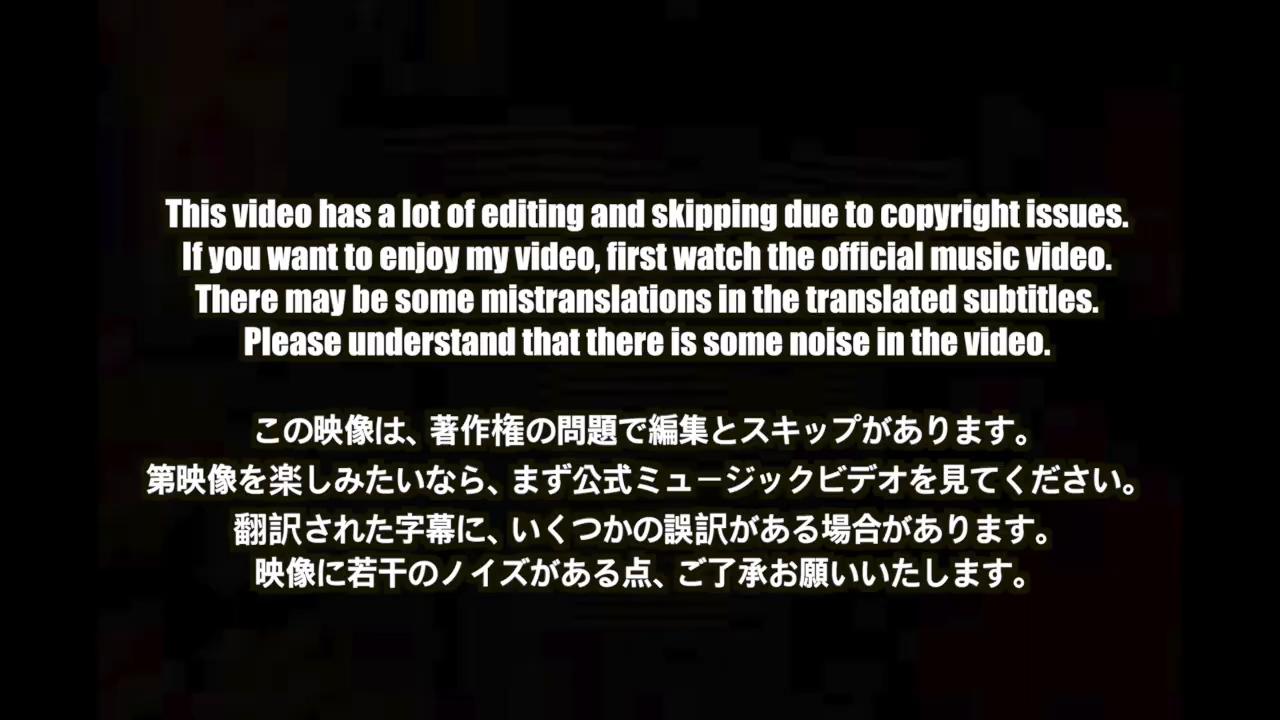 This video has a lot of editing and skipping due to copyright issues.
If you want to enjoy my video, first watch the official music video.
There may be some mistranslations in the translated subtitles.
Please understand that there is some noise in the video.
この映像は、著作権の問題で編集とスキップがあります。
第映像を楽しみたいなら、まず公式ミュージックビデオを見てください。
翻訳された字幕に、いくつかの誤訳がある場合があります。
映像に若干のノイズがある点、ご了承お願いいたします。